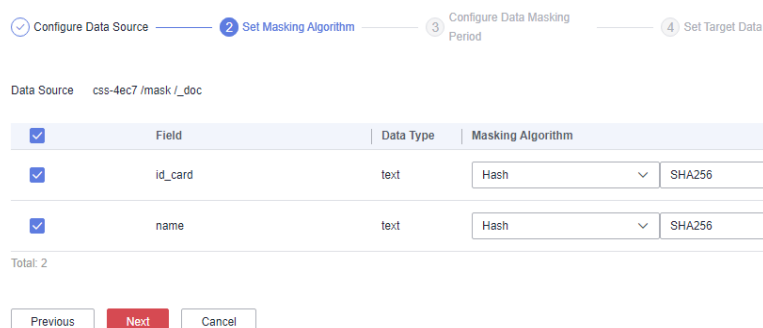 Configure Data Source 2 Set Masking Algorithm 3 Configure Data Masking Period 4 Set Target Data
Data Source css-4ec7 /mask /_doc
Field Data Type Masking Algorithm
id_card text Hash SHA256
name text Hash SHA256
Total: 2
Previous Next Cancel